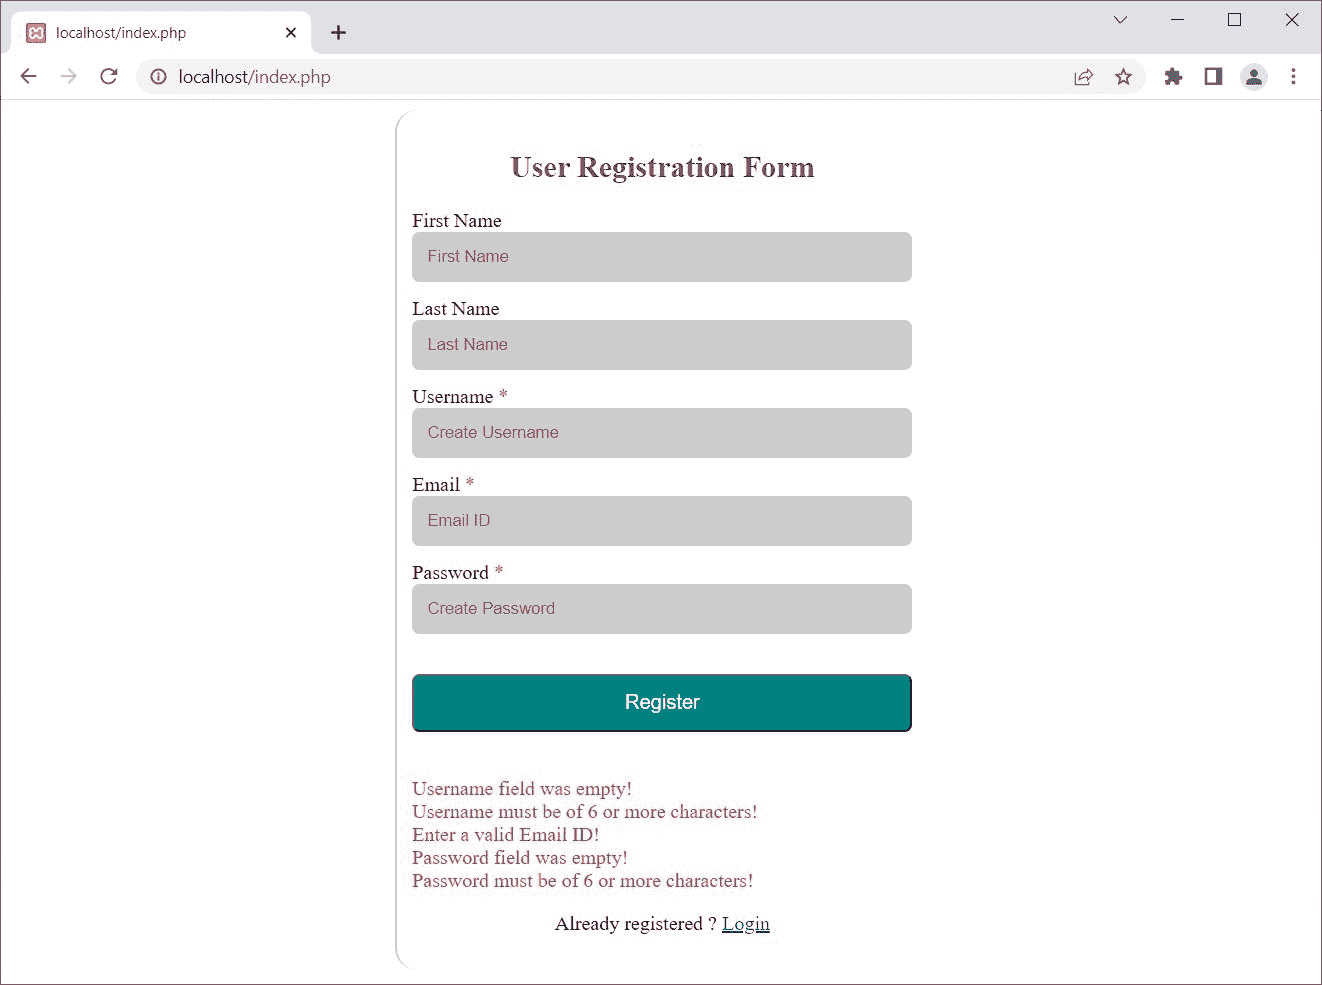 localhost/index.php
localhost/index.php
User Registration Form
First Name
First Name
Last Name
Last Name
Username *
Create Username
Email *
Email ID
Password *
Create Password
Register
Username field was empty!
Username must be of 6 or more characters!
Enter a valid Email ID!
Password field was empty!
Password must be of 6 or more characters!
Already registered ? Login